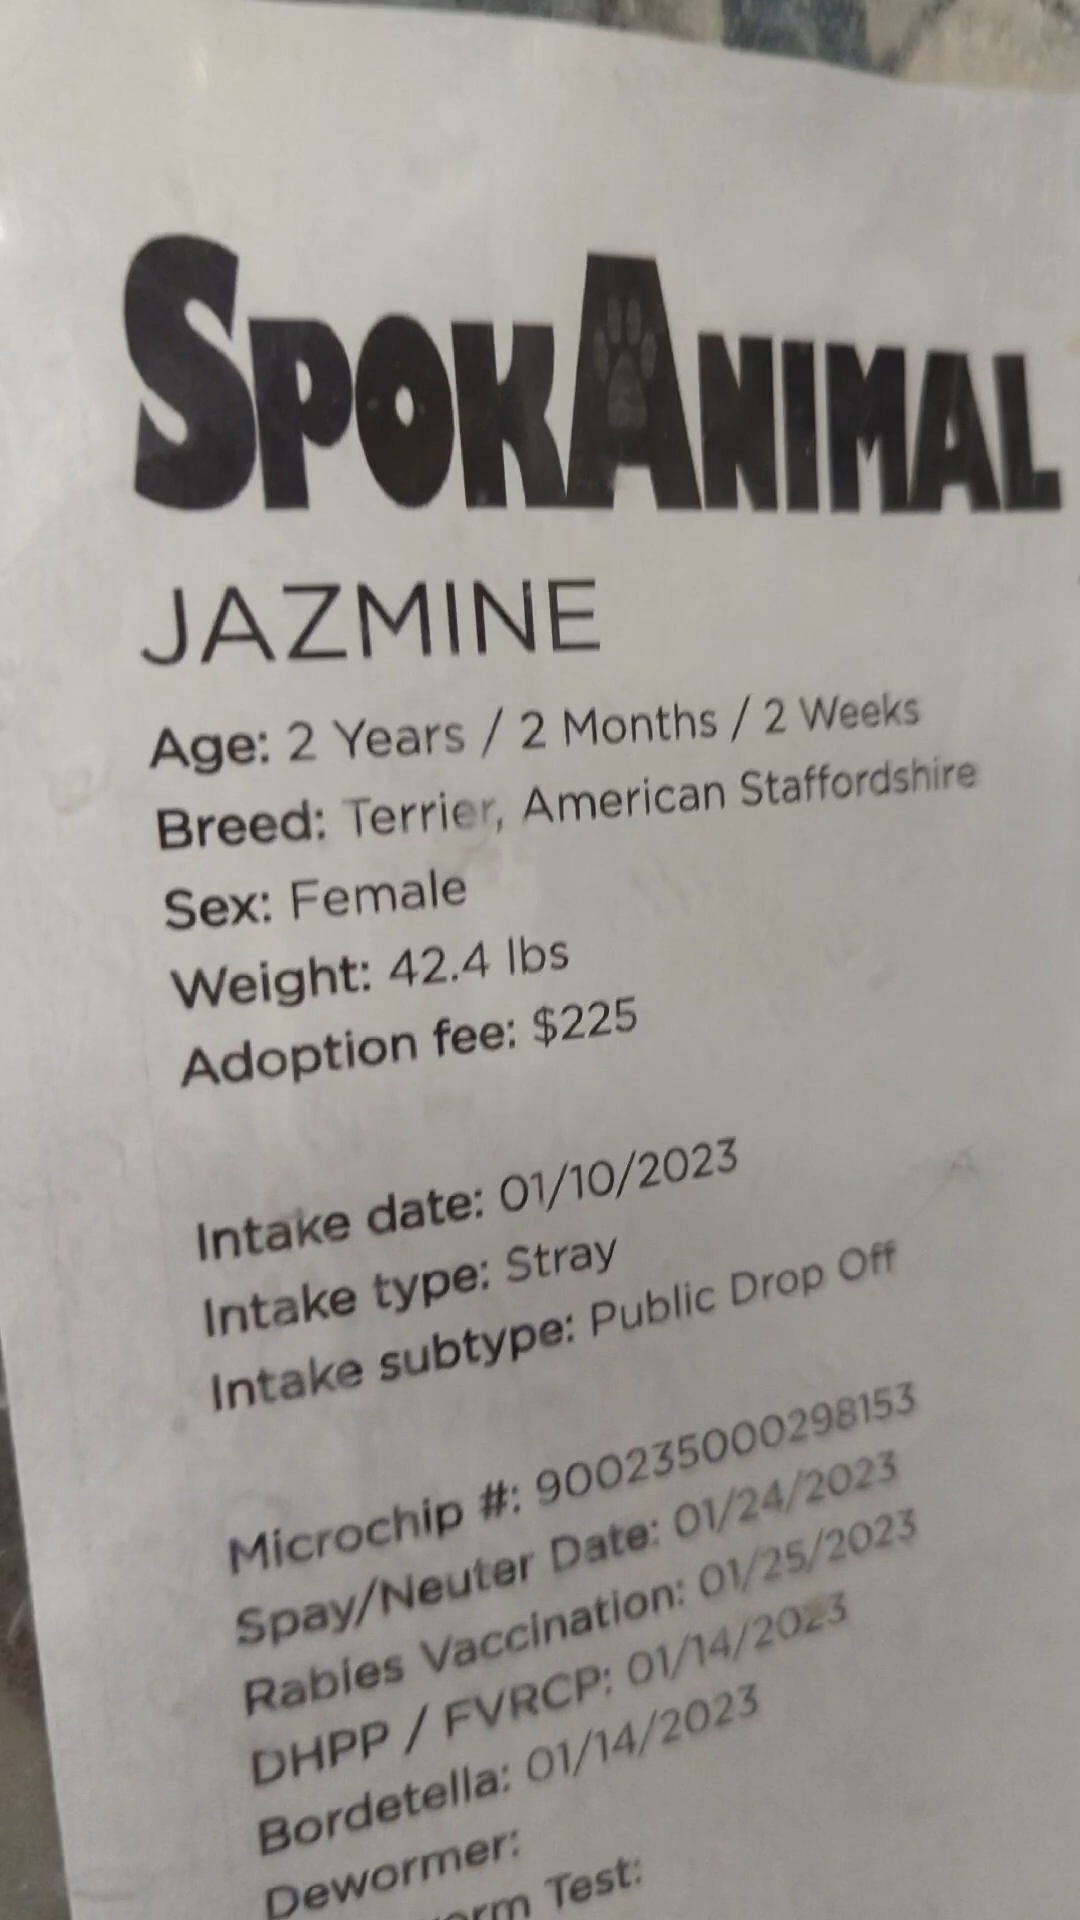 SPOKANIMAL
JAZMINE
Age: 2 Years / 2 Months / 2 Weeks
Breed: Terrier, American Staffordshire
Sex: Female
Weight: 42.4 lbs
Adoption fee: $225
Intake date: 01/10/2023
Intake type: Stray
Intake subtype: Public Drop Off
Microchip #: 900235000298153
Spay/Neuter Date: 01/24/2023
Rabies Vaccination: 01/25/2023
DHPP / FVRCP: 01/14/2023
Bordetella: 01/14/2023
Dewormer:
Test: